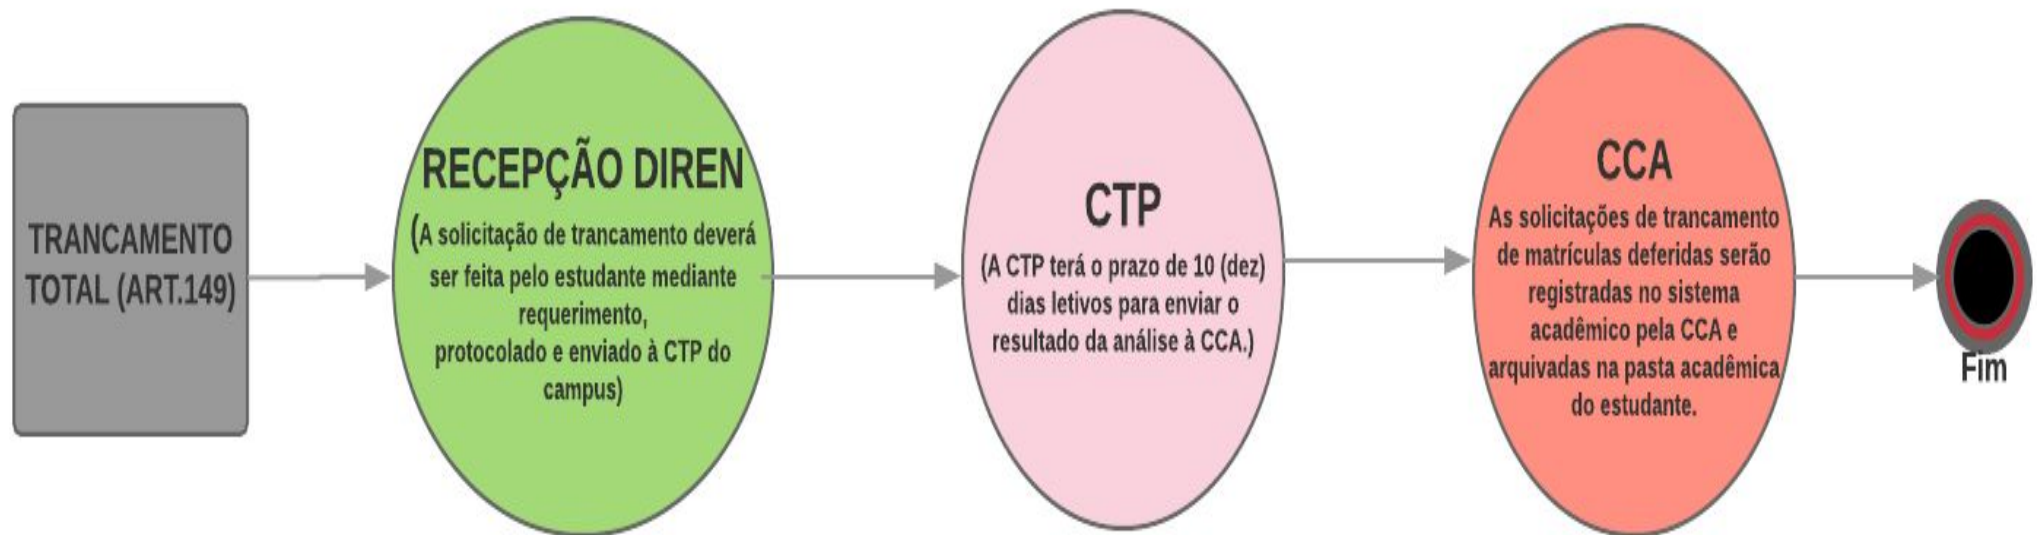 TRANCAMENTO
TOTAL (ART.149)
RECEPÇÃO DIREN
(A solicitação de trancamento deverá
ser feita pelo estudante mediante
requerimento,
protocolado e enviado à CTP do
campus)
CTP
(A CTP terá o prazo de 10 (dez)
dias letivos para enviar o
resultado da análise à CCA.)
CCA
As solicitações de trancamento
de matrículas deferidas serão
registradas no sistema
acadêmico pela CCA e
arquivadas na pasta acadêmica
do estudante.
Fim